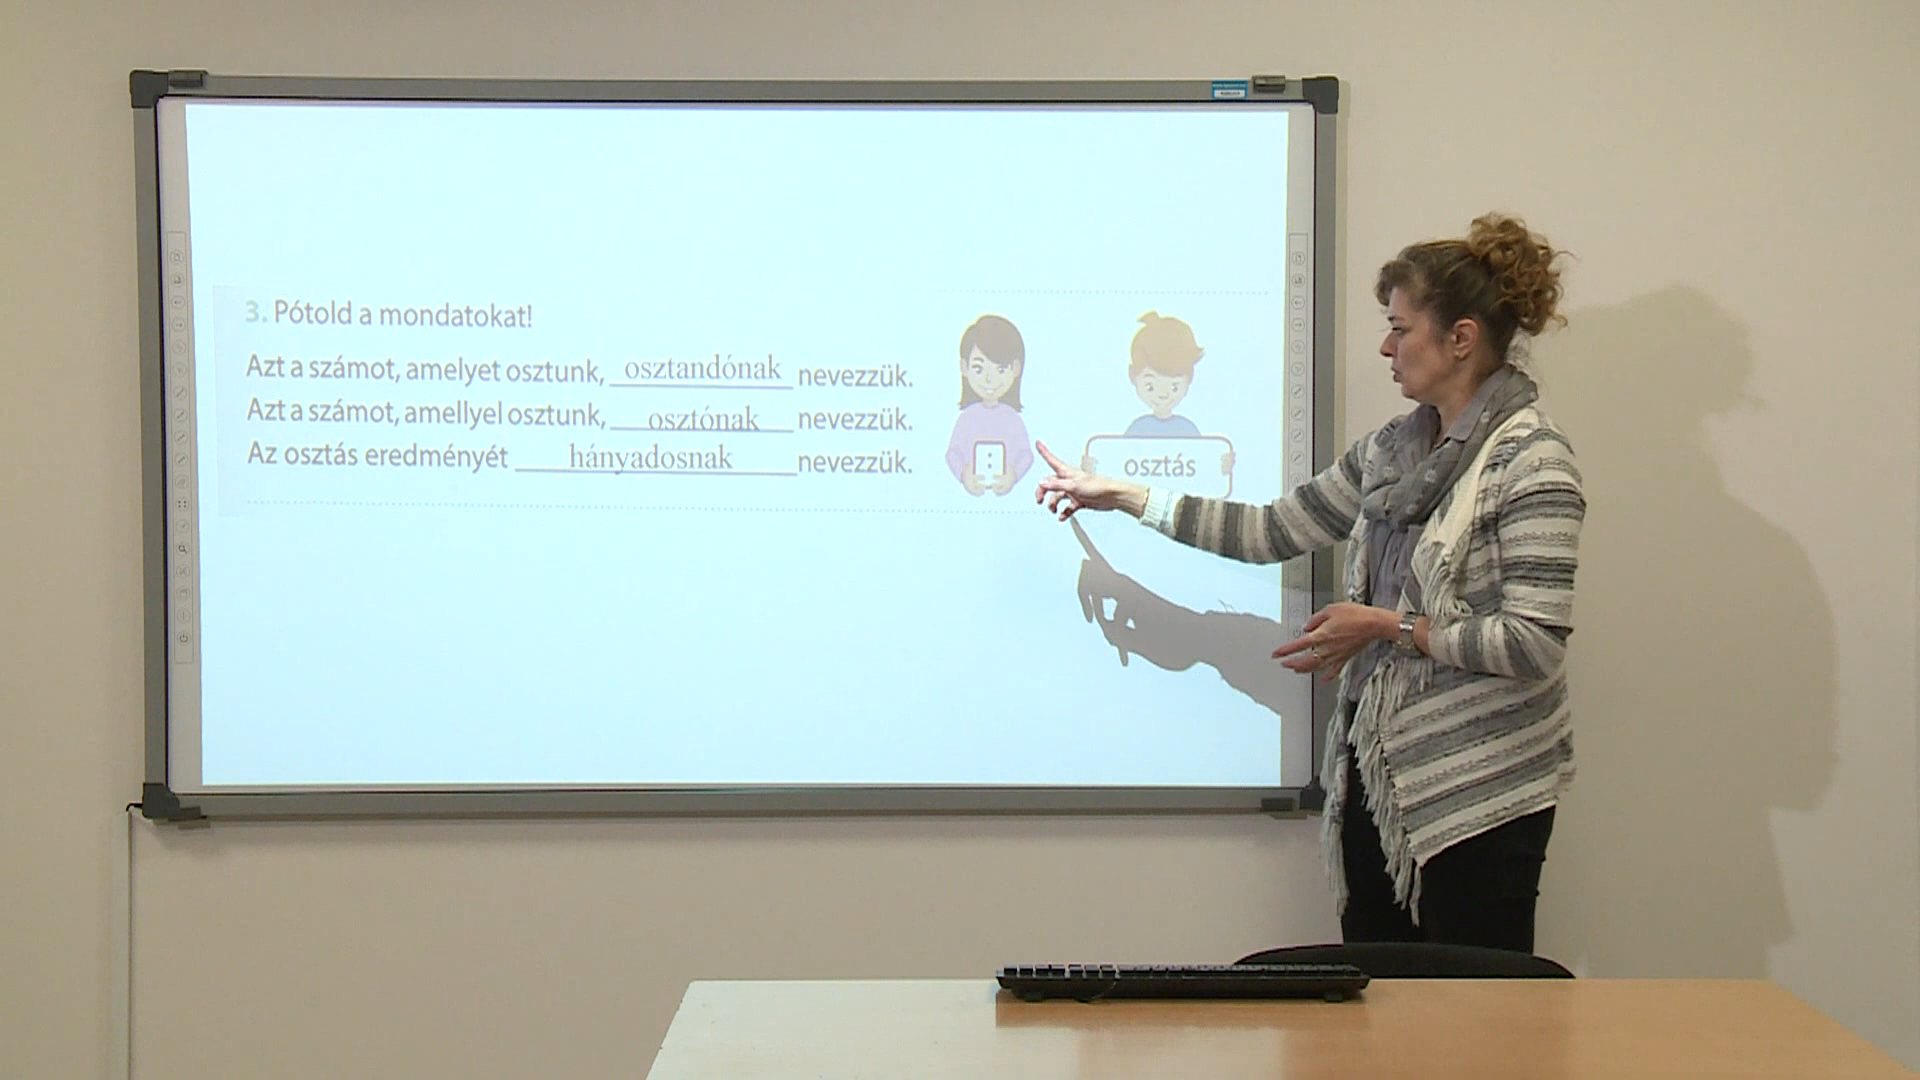 3. Pótold a mondatokat!
Azt a számot, amelyet osztunk, osztandónak nevezzük.
Azt a számot, amellyel osztunk, osztónak nevezzük.
Az osztás eredményét hányadosnak nevezzük.
:
osztás